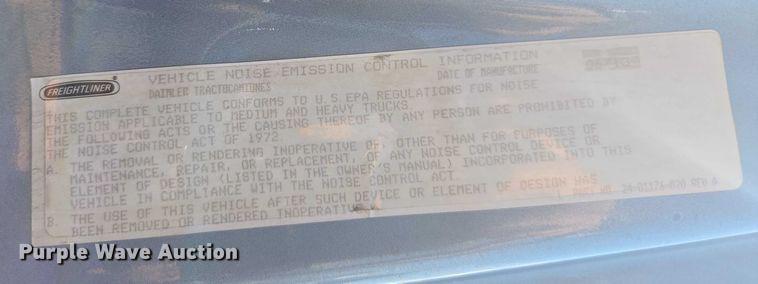 FREIGHTLINER
VEHICLE NOISE EMISSION CONTROL INFORMATION
DAIMLER TRACTOCAMIONES
DATE OF MANUFACTURE
THIS COMPLETE VEHICLE CONFORMS TO U.S.EPA REGULATIONS FOR NOISE
EMISSION APPLICABLE TO MEDIUM AND HEAVY TRUCKS.
THE FOLLOWING ACTS OR THE CAUSING THEREOF BY ANY PERSON ARE PROHIBITED BY
THE NOISE CONTROL ACT OF 1972.
A. THE REMOVAL OR RENDERING INOPERATIVE OF, OTHER THAN FOR PURPOSES OF
MAINTENANCE, REPAIR, OR REPLACEMENT, OF ANY NOISE CONTROL DEVICE OR
ELEMENT OF DESIGN (LISTED IN THE OWNER'S MANUAL) INCORPORATED INTO THIS
VEHICLE IN COMPLIANCE WITH THE NOISE CONTROL ACT.
B. THE USE OF THIS VEHICLE AFTER SUCH DEVICE OR ELEMENT OF DESIGN HAS
BEEN REMOVED OR RENDERED INOPERATIVE.
NO. 24-01176-020 REV A
Purple Wave Auction